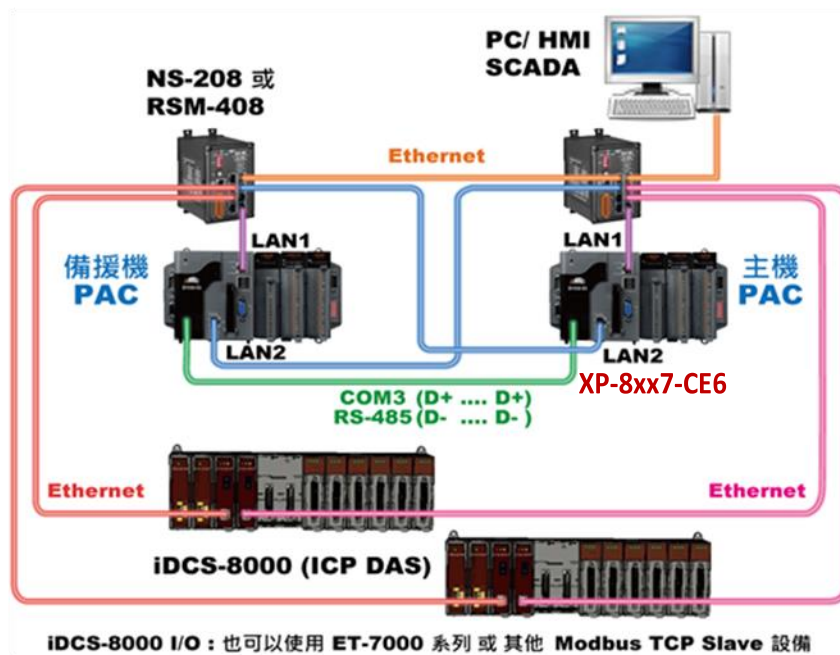 PC/ HMI
SCADA
NS-208 或
RSM-408
Ethernet
LAN1
LAN1
備援機
PAC
主機
PAC
LAN2
LAN2
XP-8xx7-CE6
COM3 (D+ .... D+)
RS-485(D- .... D- )
Ethernet
Ethernet
iDCS-8000 (ICP DAS)
iDCS-8000 I/O : 也可以使用 ET-7000 系列 或 其他 Modbus TCP Slave 設備